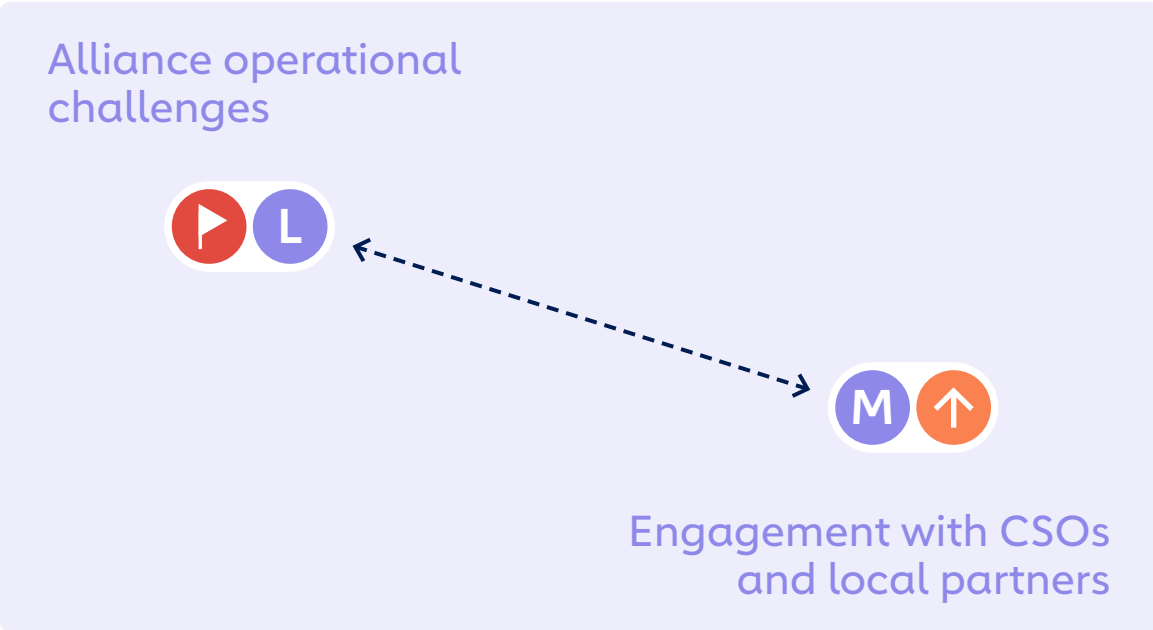 Alliance operational
challenges
L
M
Engagement with CSOs
and local partners